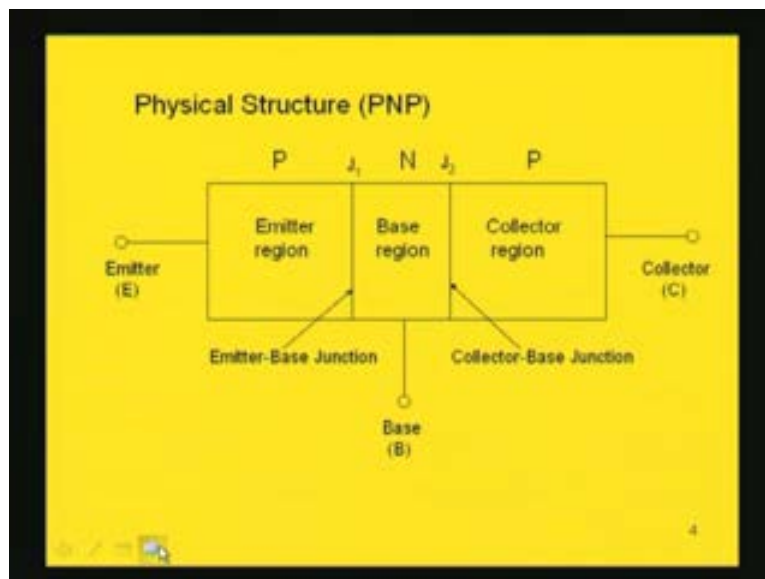 Physical Structure (PNP)
P J1 N J2 P
Emitter region
Base region
Collector region
Emitter (E)
Collector (C)
Emitter-Base Junction
Collector-Base Junction
Base (B)
4